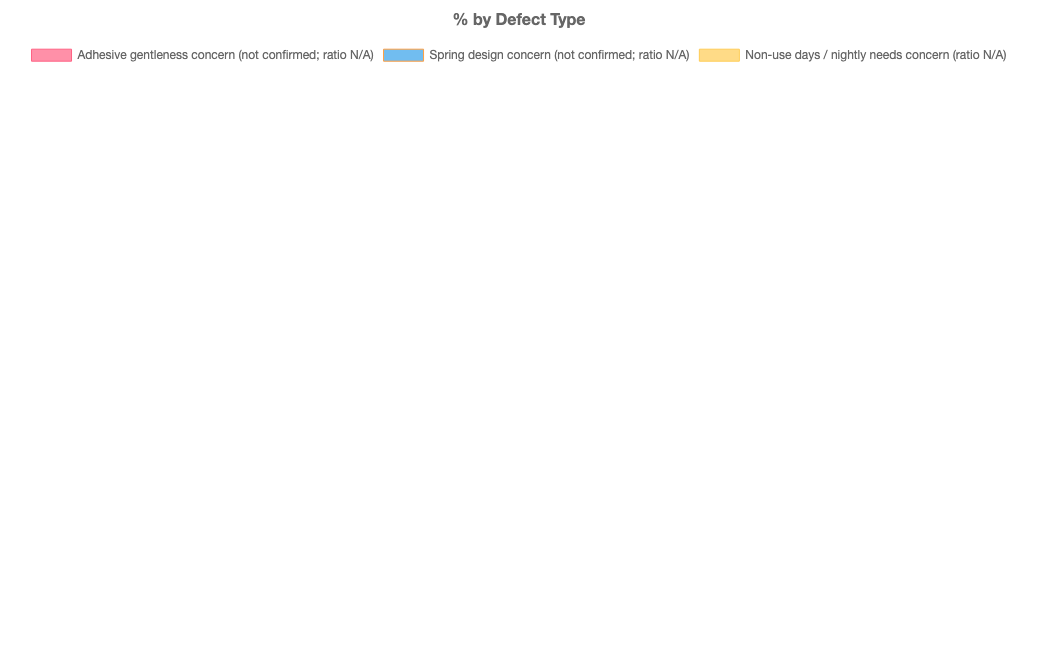 % by Defect Type
Adhesive gentleness concern (not confirmed; ratio N/A) Spring design concern (not confirmed; ratio N/A) Non-use days / nightly needs concern (ratio N/A)